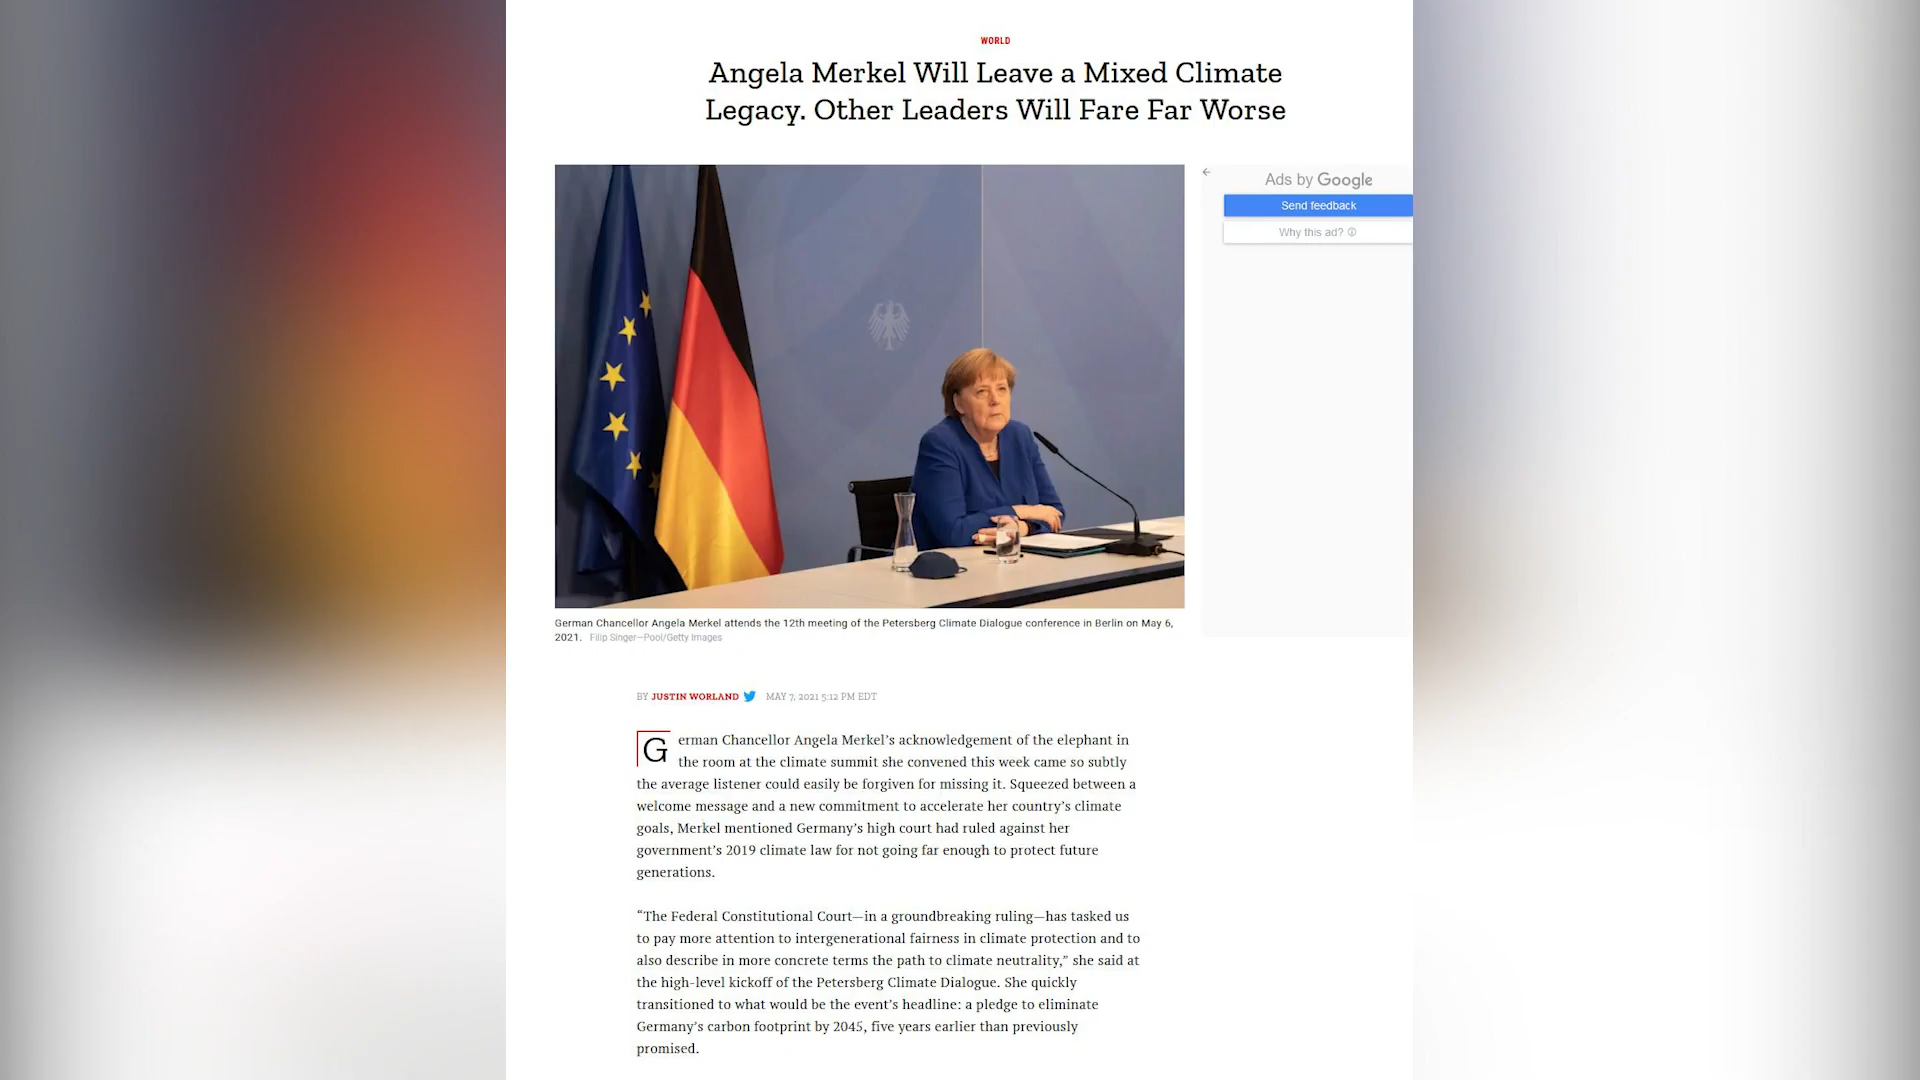 WORLD
Angela Merkel Will Leave a Mixed Climate
Legacy. Other Leaders Will Fare Far Worse
Ads by Google
Send feedback
Why this ad?
German Chancellor Angela Merkel attends the 12th meeting of the Petersberg Climate Dialogue conference in Berlin on May 6,
2021. Filip Singer—Pool/Getty Images
BY JUSTIN WORLAND MAY 7, 2021 5:12 PM EDT
German Chancellor Angela Merkel’s acknowledgement of the elephant in
the room at the climate summit she convened this week came so subtly
the average listener could easily be forgiven for missing it. Squeezed between a
welcome message and a new commitment to accelerate her country’s climate
goals, Merkel mentioned Germany’s high court had ruled against her
government’s 2019 climate law for not going far enough to protect future
generations.
“The Federal Constitutional Court—in a groundbreaking ruling—has tasked us
to pay more attention to intergenerational fairness in climate protection and to
also describe in more concrete terms the path to climate neutrality,” she said at
the high-level kickoff of the Petersberg Climate Dialogue. She quickly
transitioned to what would be the event’s headline: a pledge to eliminate
Germany’s carbon footprint by 2045, five years earlier than previously
promised.